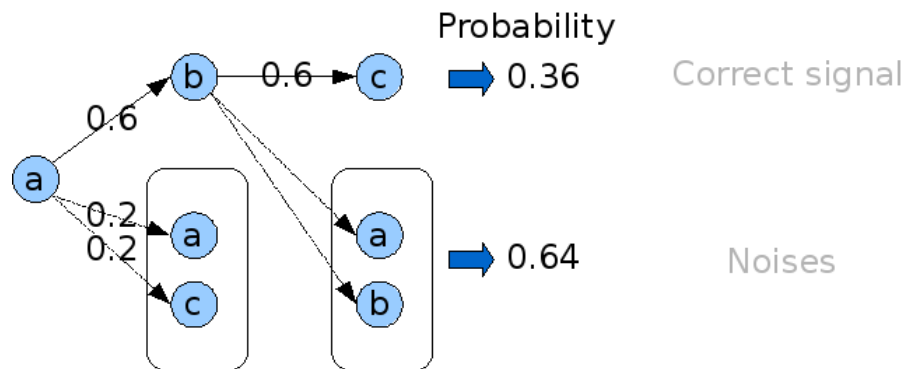 Probability
b 0.6 c 0.36 Correct signal
0.6
a
0.2 a a
0.2
0.64 Noises
c b